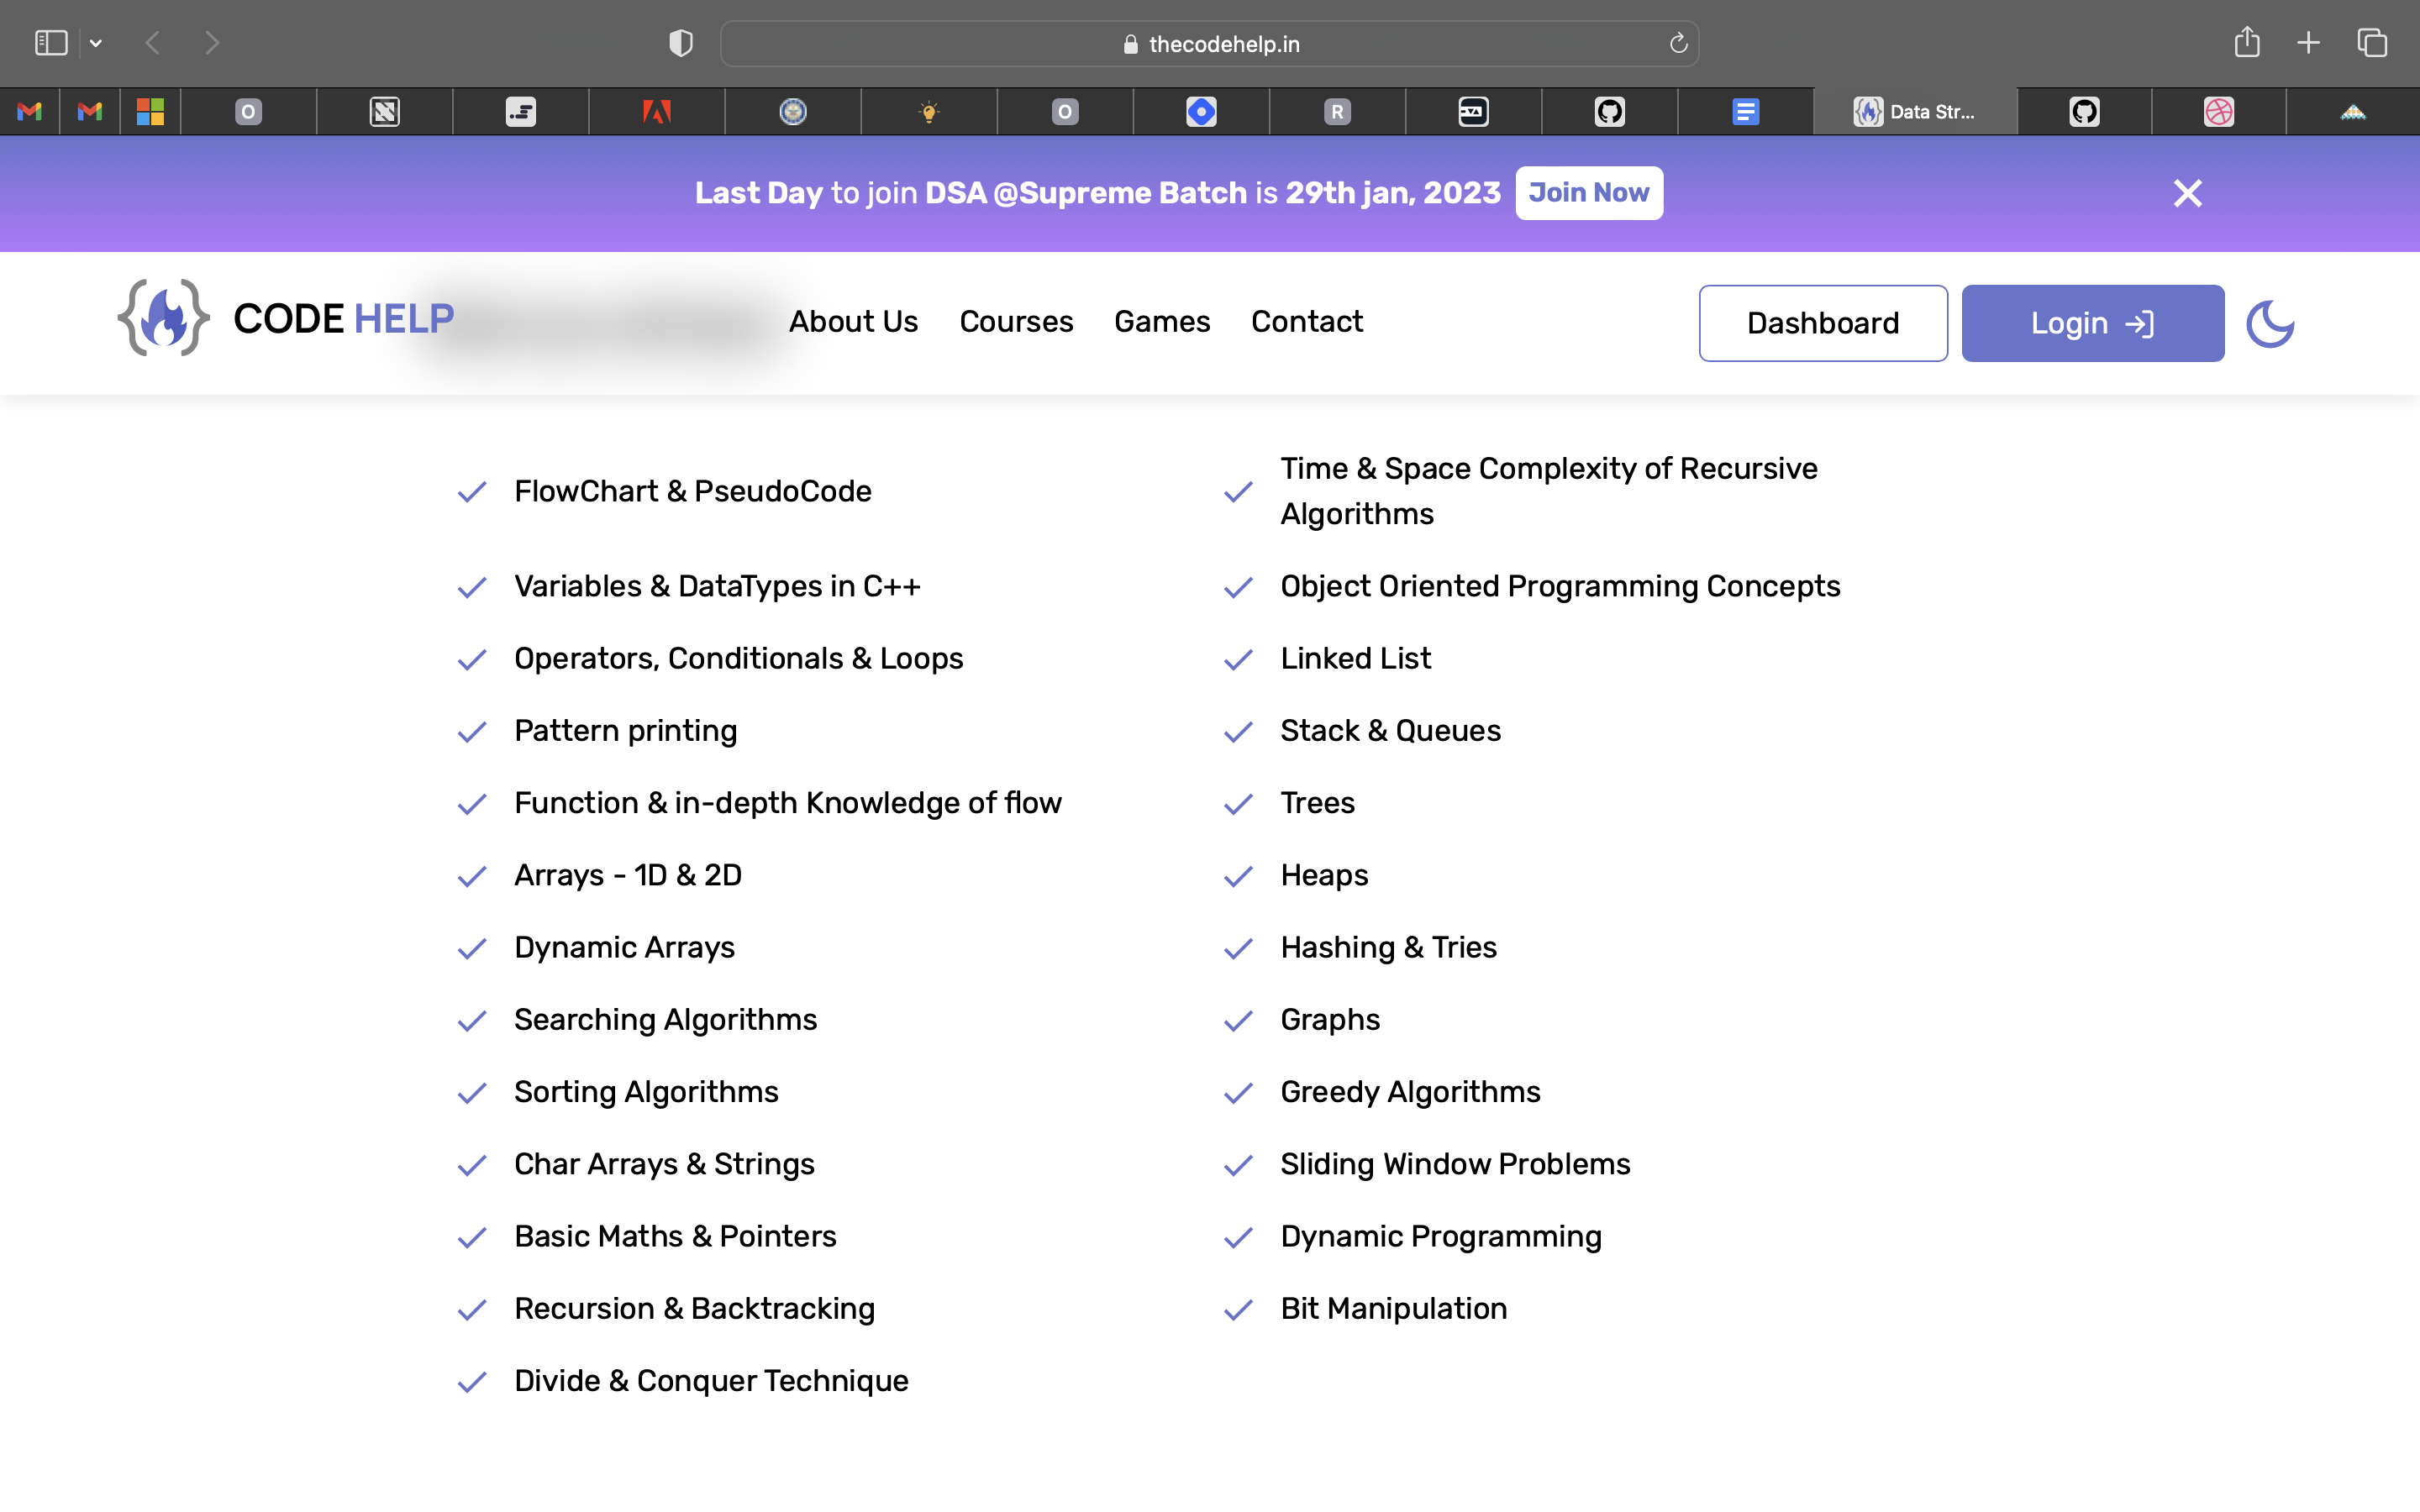 thecodehelp.in
O
O
R
Data Str...
Last Day to join DSA @Supreme Batch is 29th jan, 2023 Join Now
CODE HELP
About Us Courses Games Contact
Dashboard
Login
FlowChart & PseudoCode
Variables & DataTypes in C++
Operators, Conditionals & Loops
Pattern printing
Function & in-depth Knowledge of flow
Arrays - 1D & 2D
Dynamic Arrays
Searching Algorithms
Sorting Algorithms
Char Arrays & Strings
Basic Maths & Pointers
Recursion & Backtracking
Divide & Conquer Technique
Time & Space Complexity of Recursive
Algorithms
Object Oriented Programming Concepts
Linked List
Stack & Queues
Trees
Heaps
Hashing & Tries
Graphs
Greedy Algorithms
Sliding Window Problems
Dynamic Programming
Bit Manipulation